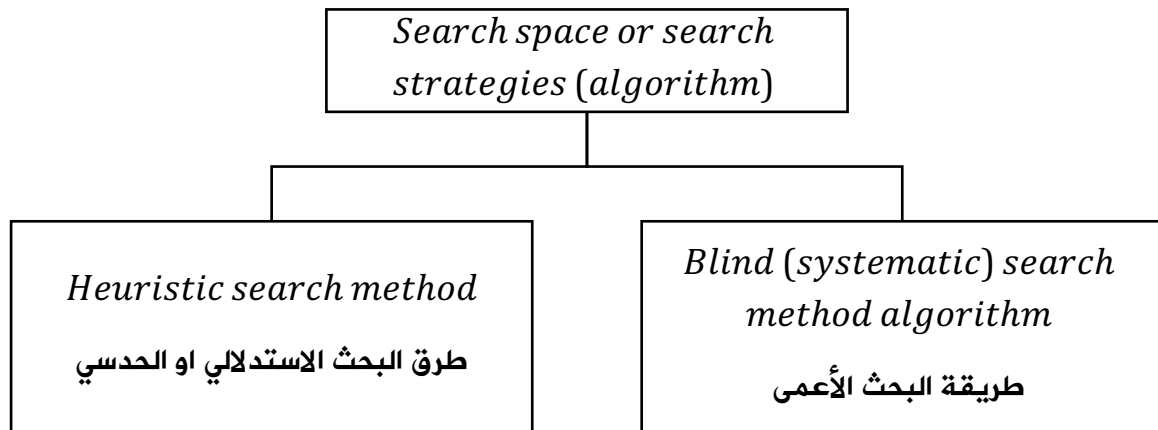 Search space or search
strategies (algorithm)
Heuristic search method
طرق البحث الاستدلالي او الحدسي
Blind (systematic) search
method algorithm
طريقة البحث الأعمى